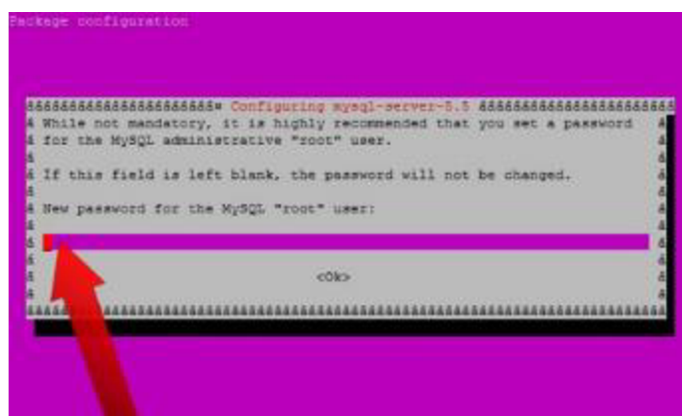 Package configuration
Configuring mysql-server-5.5
While not mandatory, it is highly recommended that you set a password
for the MySQL administrative "root" user.
If this field is left blank, the password will not be changed.
New password for the MySQL "root" user:
<Ok>